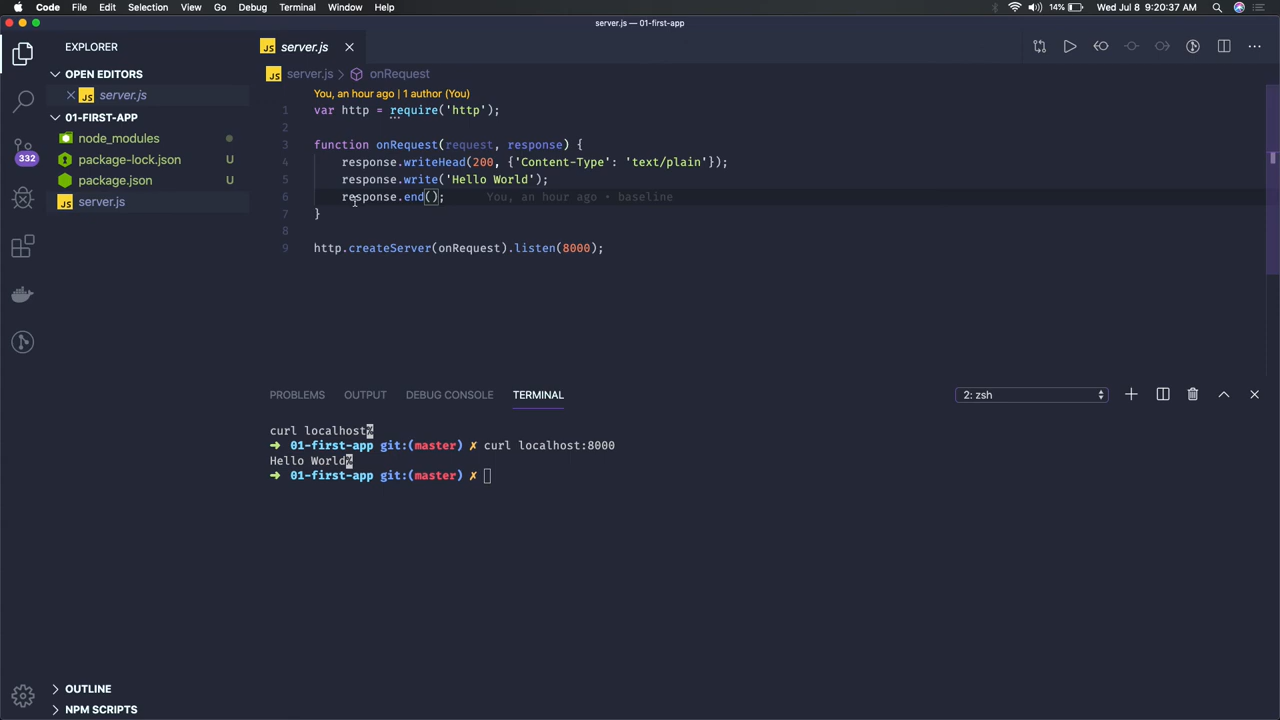 Code File Edit Selection View Go Debug Terminal Window Help 14% Wed Jul 8 9:20:37 AM
server.js — 01-first-app
EXPLORER
JS server.js
OPEN EDITORS
JS server.js
01-FIRST-APP
node_modules
package-lock.json U
package.json U
JS server.js
332
JS server.js > onRequest
You, an hour ago | 1 author (You)
1 var http = require('http');
2
3 function onRequest(request, response) {
4 response.writeHead(200, {'Content-Type': 'text/plain'});
5 response.write('Hello World');
6 response.end(); You, an hour ago • baseline
7 }
8
9 http.createServer(onRequest).listen(8000);
PROBLEMS OUTPUT DEBUG CONSOLE TERMINAL 2: zsh
curl localhost%
➜ 01-first-app git:(master) ✗ curl localhost:8000
Hello World%
➜ 01-first-app git:(master) ✗
OUTLINE
NPM SCRIPTS